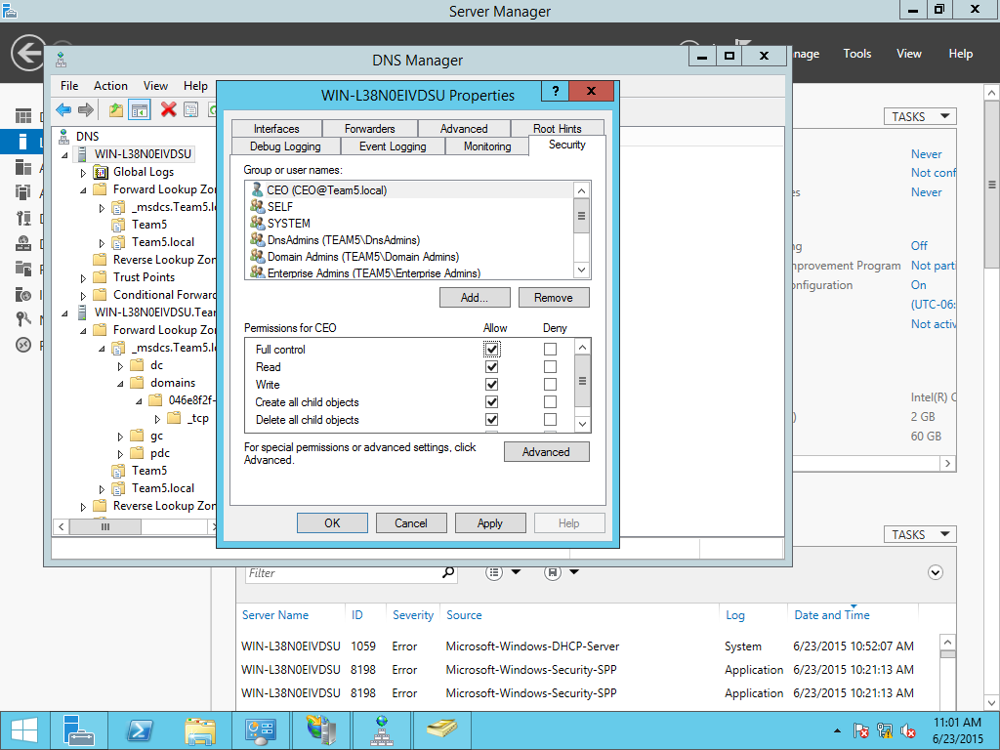 Server Manager
nage Tools View Help
DNS Manager
File Action View Help
WIN-L38N0EIVDSU Properties
?
Interfaces Forwarders Advanced Root Hints
Debug Logging Event Logging Monitoring Security
Group or user names:
CEO (CEO@Team5.local)
SELF
SYSTEM
DnsAdmins (TEAM5\DnsAdmins)
Domain Admins (TEAM5\Domain Admins)
Enterprise Admins (TEAM5\Enterprise Admins)
Add... Remove
Permissions for CEO Allow Deny
Full control
Read
Write
Create all child objects
Delete all child objects
For special permissions or advanced settings, click
Advanced.
Advanced
OK Cancel Apply Help
DNS
WIN-L38N0EIVDSU
Global Logs
Forward Lookup Zon
_msdcs.Team5.lo
Team5
Team5.local
Reverse Lookup Zon
Trust Points
Conditional Forward
WIN-L38N0EIVDSU.Team
Forward Lookup Zon
_msdcs.Team5.lo
dc
domains
046e8f2f-
_tcp
gc
pdc
Team5
Team5.local
Reverse Lookup Zon
TASKS
Never
Not conf
es Never
ng Off
mprovement Program Not parti
onfiguration On
(UTC-06:
Not activ
Intel(R) C
) 2 GB
60 GB
TASKS
Filter
Server Name ID Severity Source Log Date and Time
WIN-L38N0EIVDSU 1059 Error Microsoft-Windows-DHCP-Server System 6/23/2015 10:52:07 AM
WIN-L38N0EIVDSU 8198 Error Microsoft-Windows-Security-SPP Application 6/23/2015 10:21:13 AM
WIN-L38N0EIVDSU 8198 Error Microsoft-Windows-Security-SPP Application 6/23/2015 10:21:13 AM
11:01 AM
6/23/2015